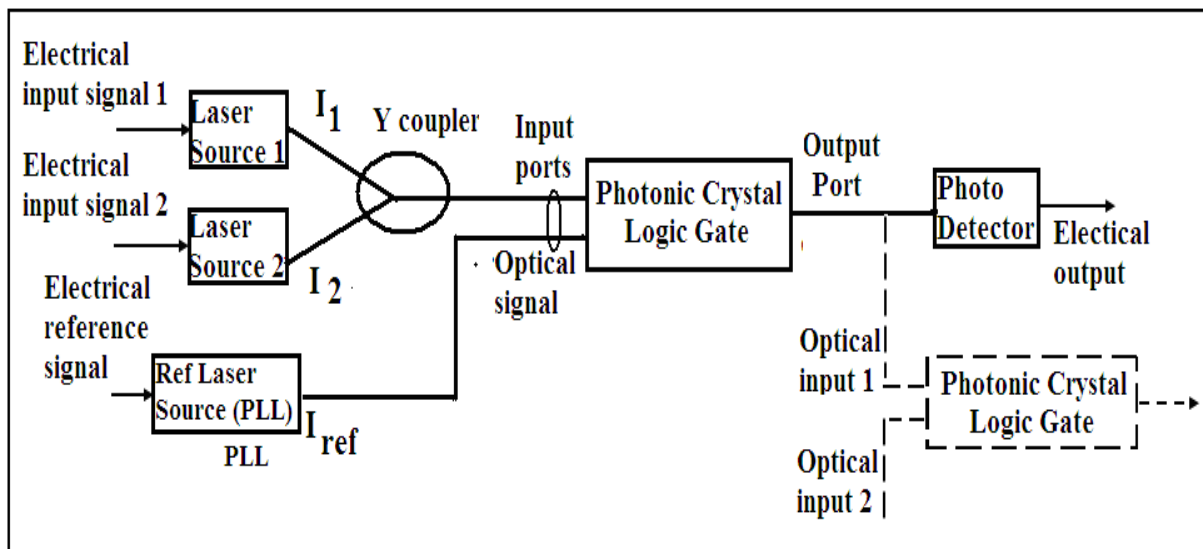 Electrical
input signal 1
Laser
Source 1
I1
Y coupler
Input
ports
Electrical
input signal 2
Laser
Source 2
I2
Optical
signal
Photonic Crystal
Logic Gate
Output
Port
Photo
Detector
Electical
output
Electrical
reference
signal
Ref Laser
Source (PLL)
PLL
Iref
Optical
input 1
Photonic Crystal
Logic Gate
Optical
input 2